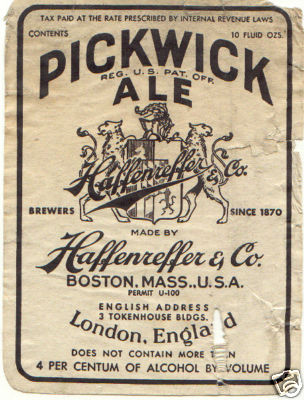 TAX PAID AT THE RATE PRESCRIBED BY INTERNAL REVENUE LAWS
CONTENTS 10 FLUID OZS.
PICKWICK
REG. U.S. PAT. OFF.
ALE
Haffenreffer & Co.
BREWERS SINCE 1870
MADE BY
Haffenreffer & Co.
BOSTON, MASS., U.S.A.
PERMIT U-100
ENGLISH ADDRESS
3 TOKENHOUSE BLDGS.
London, England
DOES NOT CONTAIN MORE THAN
4 PER CENTUM OF ALCOHOL BY VOLUME